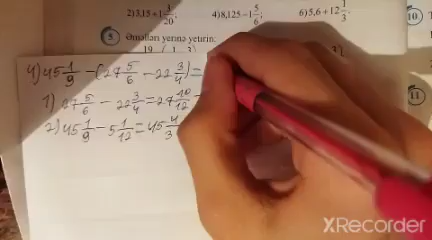 2) 3,15+1 3/20;    4) 8,125−1 5/6;    6) 5,6+12 1/3;
5. Əməlləri yerinə yetirin:
10
4) 45 1/9 − (27 5/6 − 22 3/4) =
1) 27 5/6 − 22 3/4 = 27 10/12 −
2) 45 1/9 − 5 1/12 = 45 4/3
11
XRecorder